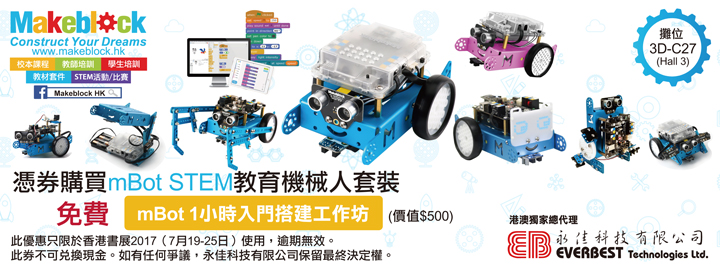 Makeblock
Construct Your Dreams
www.makeblock.hk
校本課程 教師培訓 學生培訓
教材套件 STEM活動/比賽
Makeblock HK
攤位
3D-C27
(Hall 3)
憑券購買mBot STEM教育機械人套裝
免費 mBot 1小時入門搭建工作坊 (價值$500)
此優惠只限於香港書展2017(7月19-25日)使用,逾期無效。
此券不可兌換現金。如有任何爭議,永佳科技有限公司保留最終決定權。
港澳獨家總代理
EB 永佳科技有限公司
EVERBEST Technologies Ltd.